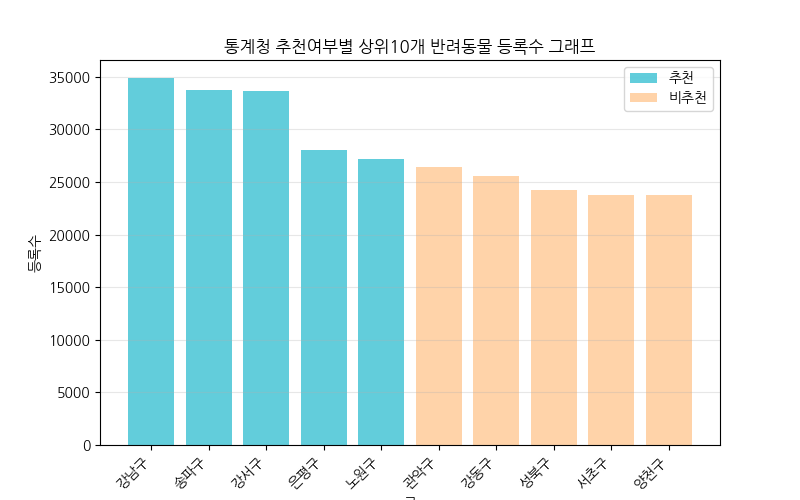 통계청 추천여부별 상위10개 반려동물 등록수 그래프
추천
비추천
35000
30000
25000
20000
15000
10000
5000
0
등록수
강남구
송파구
강서구
은평구
노원구
관악구
강동구
성북구
서초구
양천구